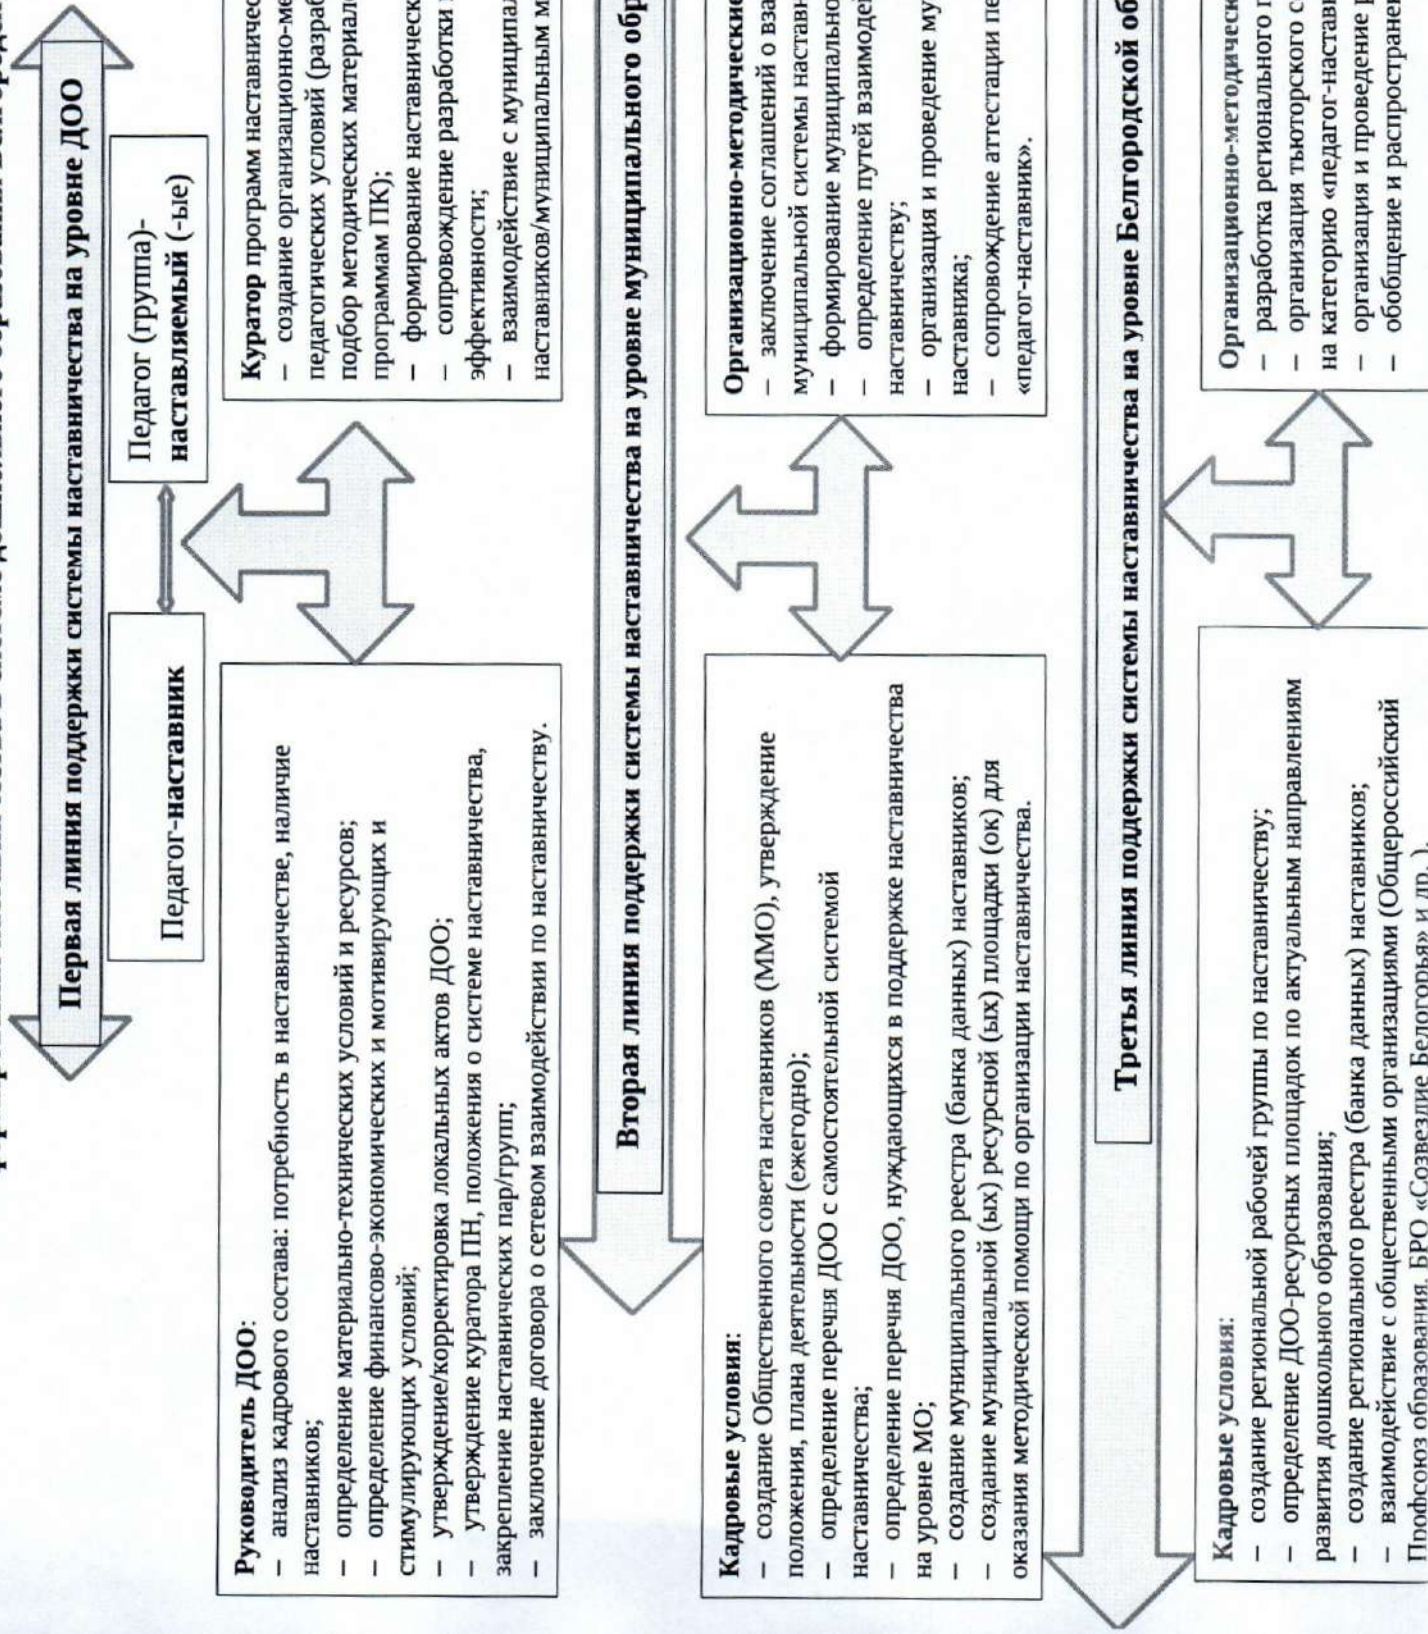 Первая линия поддержки системы наставничества на уровне ДОО
Педагог-наставник
Педагог (группа)-
наставляемый (-ые)
Руководитель ДОО:
– анализ кадрового состава: потребность в наставничестве, наличие
наставников;
– определение материально-технических условий и ресурсов;
– определение финансово-экономических и мотивирующих и
стимулирующих условий;
– утверждение/корректировка локальных актов ДОО;
– утверждение куратора ПН, положения о системе наставничества,
закрепление наставнических пар/групп;
– заключение договора о сетевом взаимодействии по наставничеству.
Куратор программ наставничес
– создание организационно-ме
педагогических условий (разраб
подбор методических материало
программам ПК);
– формирование наставническ
– сопровождение разработки
эффективности;
– взаимодействие с муниципал
наставников/муниципальным м
Вторая линия поддержки системы наставничества на уровне муниципального обр
Кадровые условия:
– создание Общественного совета наставников (ММО), утверждение
положения, плана деятельности (ежегодно);
– определение перечня ДОО с самостоятельной системой
наставничества;
– определение перечня ДОО, нуждающихся в поддержке наставничества
на уровне МО;
– создание муниципального реестра (банка данных) наставников;
– создание муниципальной (ых) ресурсной (ых) площадки (ок) для
оказания методической помощи по организации наставничества.
Организационно-методические
– заключение соглашений о вза
муниципальной системы настав
– формирование муниципально
– определение путей взаимодей
наставничеству;
– организация и проведение му
наставника;
– сопровождение аттестации пе
«педагог-наставник».
Третья линия поддержки системы наставничества на уровне Белгородской об
Кадровые условия:
– создание региональной рабочей группы по наставничеству;
– определение ДОО-ресурсных площадок по актуальным направлениям
развития дошкольного образования;
– создание регионального реестра (банка данных) наставников;
– взаимодействие с общественными организациями (Общероссийский
Профсоюз образования, БРО «Созвездие Белогорья» и др.).
Организационно-методическ
– разработка регионального п
– организация тьюторского с
на категорию «педагог-настав
– организация и проведение р
– обобщение и распространен